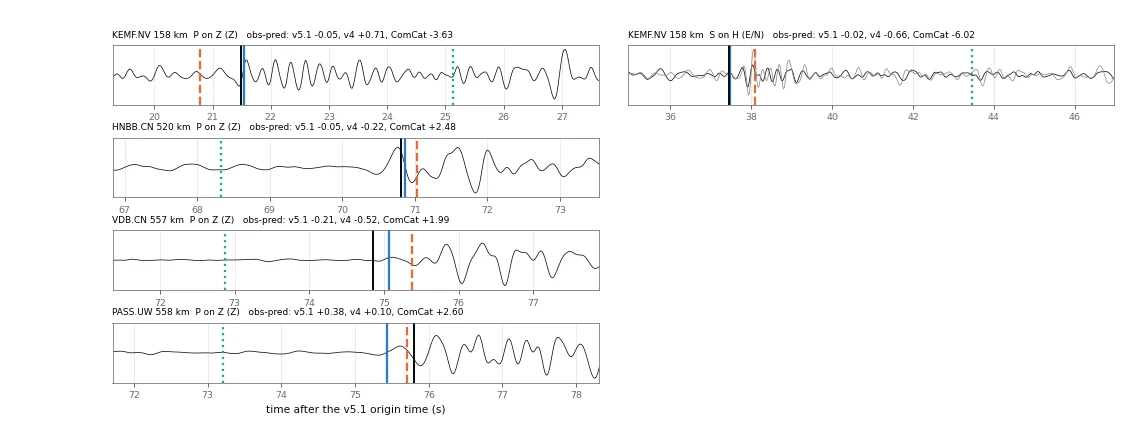 KEMF.NV 158 km P on Z (Z) obs-pred: v5.1 -0.05, v4 +0.71, ComCat -3.63
20 21 22 23 24 25 26 27
KEMF.NV 158 km S on H (E/N) obs-pred: v5.1 -0.02, v4 -0.66, ComCat -6.02
36 38 40 42 44 46
HNBB.CN 520 km P on Z (Z) obs-pred: v5.1 -0.05, v4 -0.22, ComCat +2.48
67 68 69 70 71 72 73
VDB.CN 557 km P on Z (Z) obs-pred: v5.1 -0.21, v4 -0.52, ComCat +1.99
72 73 74 75 76 77
PASS.UW 558 km P on Z (Z) obs-pred: v5.1 +0.38, v4 +0.10, ComCat +2.60
72 73 74 75 76 77 78
time after the v5.1 origin time (s)